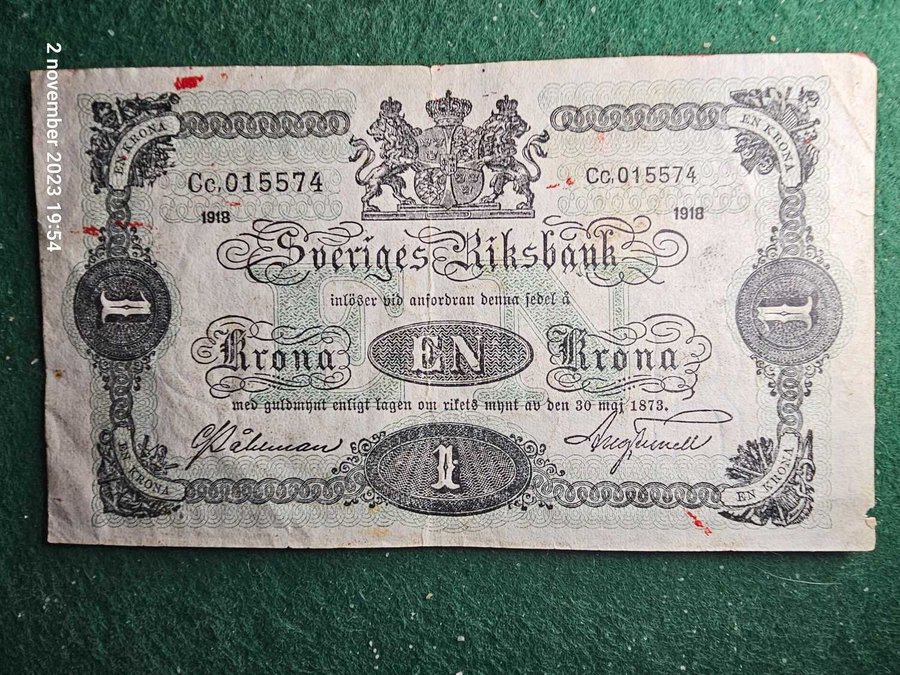 2 november 2023 19:54
EN KRONA
EN KRONA
Cc,015574
Cc,015574
1918
1918
Sveriges Riksbank
inlöser vid anfordran denna sedel å
1
1
Krona EN Krona
EN
med guldmynt enligt lagen om rikets mynt av den 30 maj 1873.
1
EN KRONA
EN KRONA